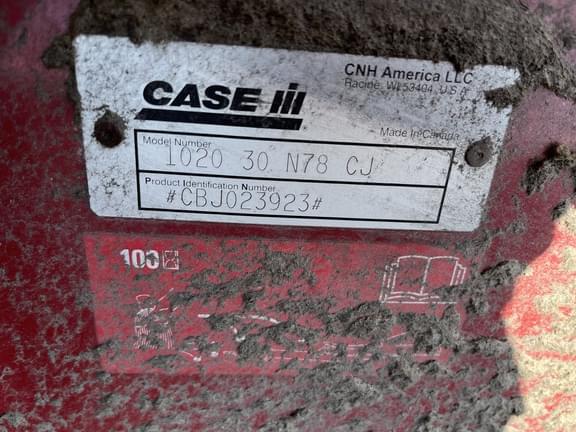 CASE IH
CNH America LLC
Racine, WI 53404, U.S.A.
Made in Canada
Model Number
1020 30 N78 CJ
Product Identification Number
#CBJ023923#
100